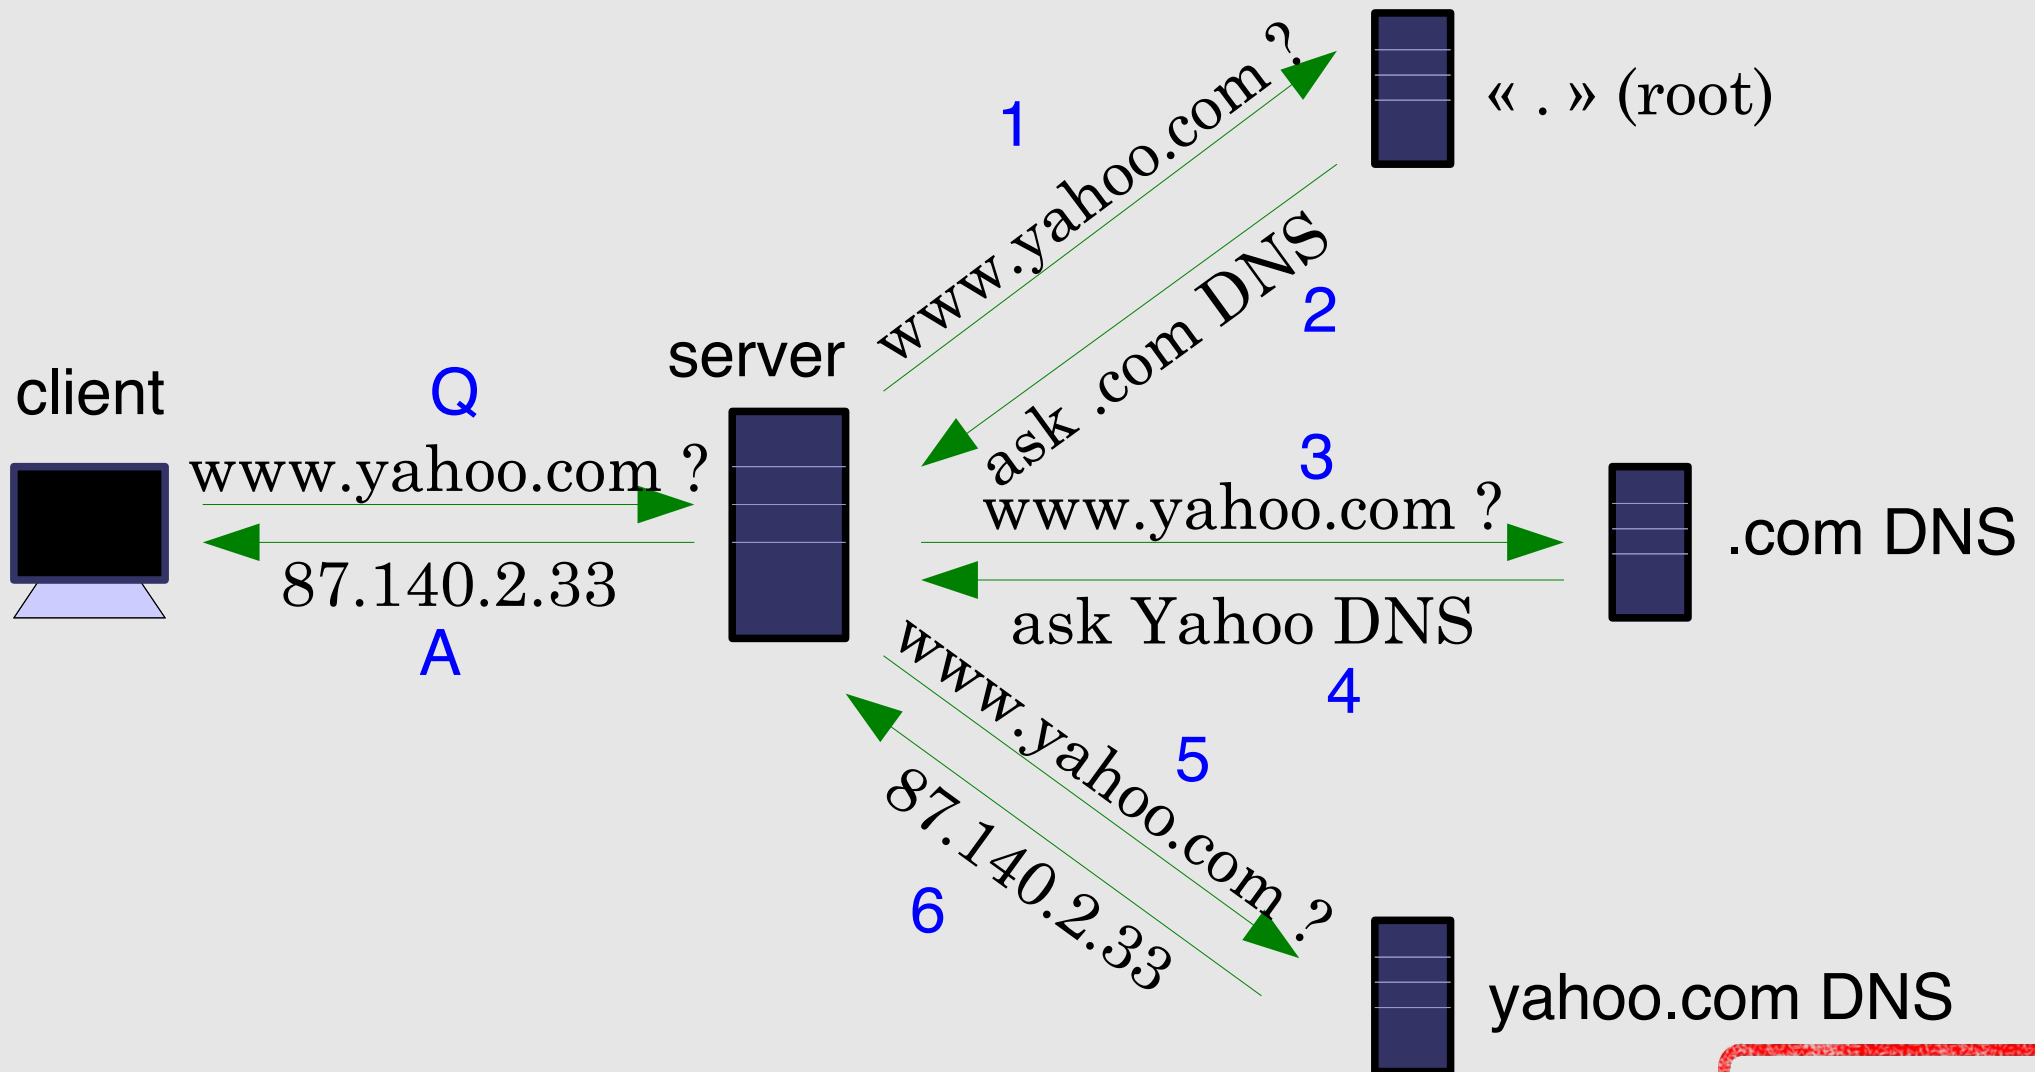 1
www.yahoo.com ?
« . » (root)
ask .com DNS
2
server
client
Q
www.yahoo.com ?
87.140.2.33
A
3
www.yahoo.com ?
.com DNS
ask Yahoo DNS
4
www.yahoo.com ?
5
87.140.2.33
6
yahoo.com DNS